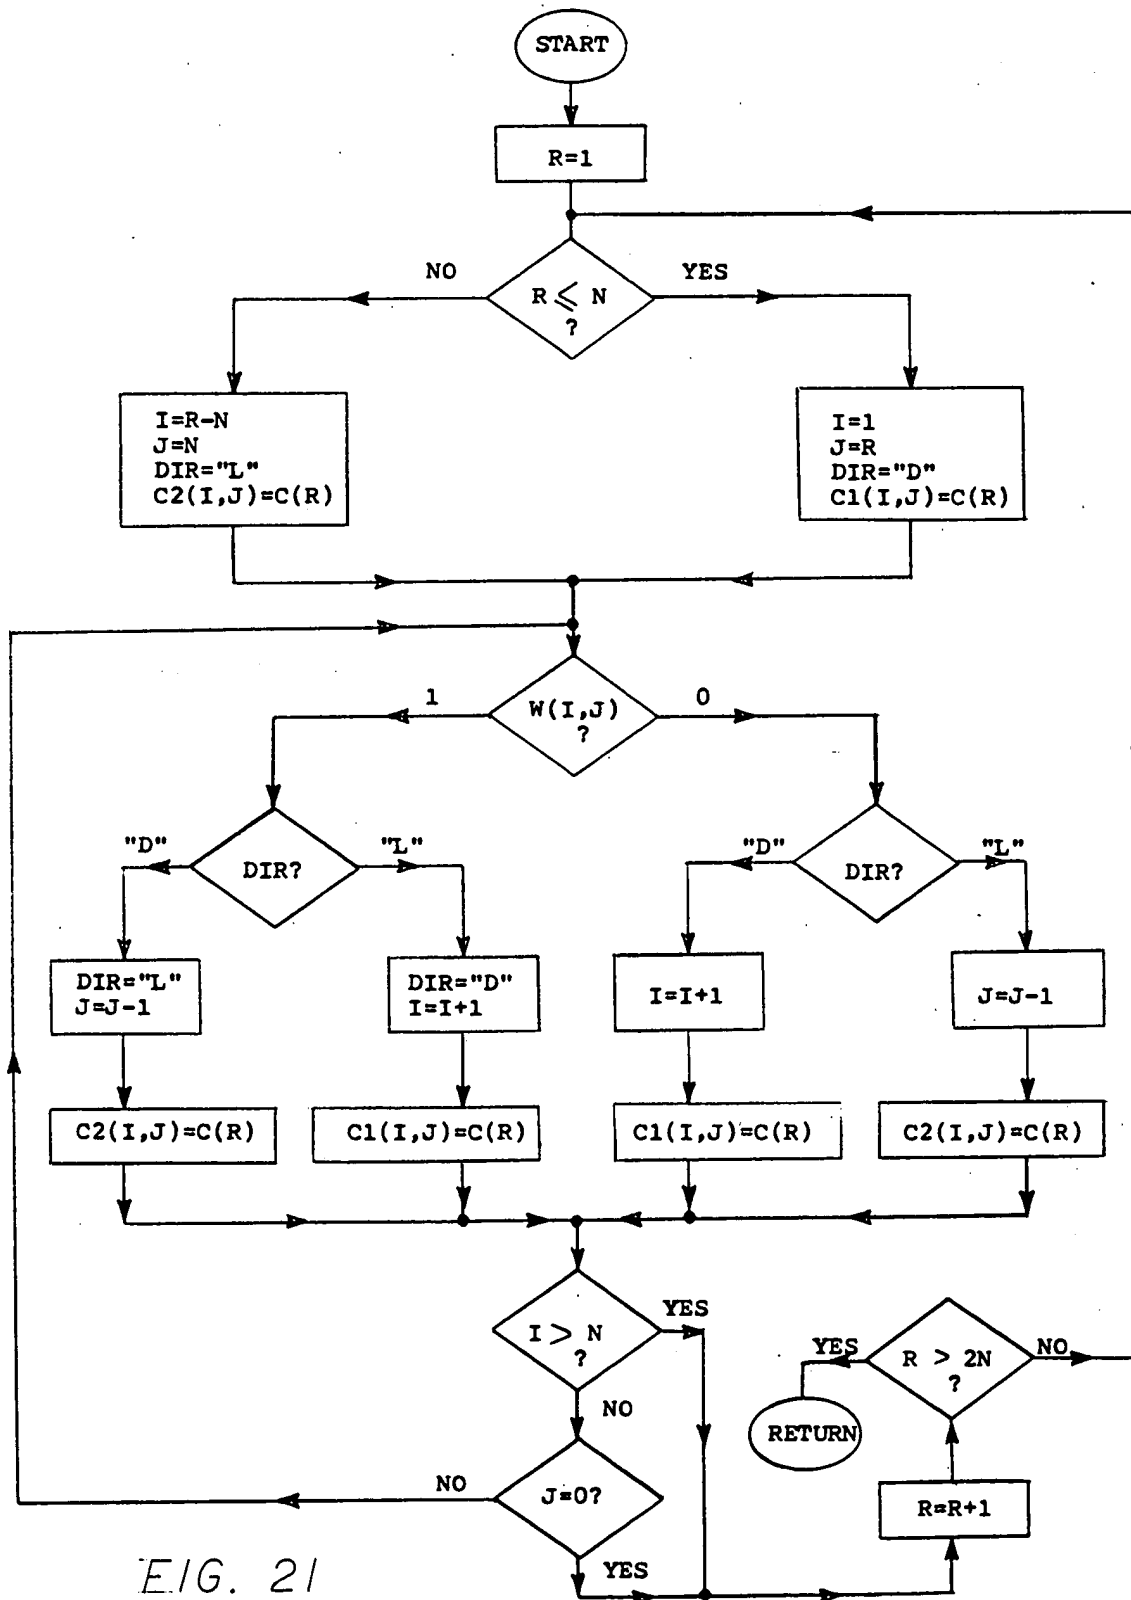 START
R=1
NO
YES
R ⩽ N
?
I=R-N
J=N
DIR="L"
C2(I,J)=C(R)
I=1
J=R
DIR="D"
C1(I,J)=C(R)
1
W(I,J)
?
0
"D"
DIR?
"L"
"D"
DIR?
"L"
DIR="L"
J=J-1
DIR="D"
I=I+1
I=I+1
J=J-1
C2(I,J)=C(R)
C1(I,J)=C(R)
C1(I,J)=C(R)
C2(I,J)=C(R)
I > N
?
YES
NO
YES
R > 2N
?
NO
RETURN
NO
J=0?
YES
R=R+1
FIG. 21